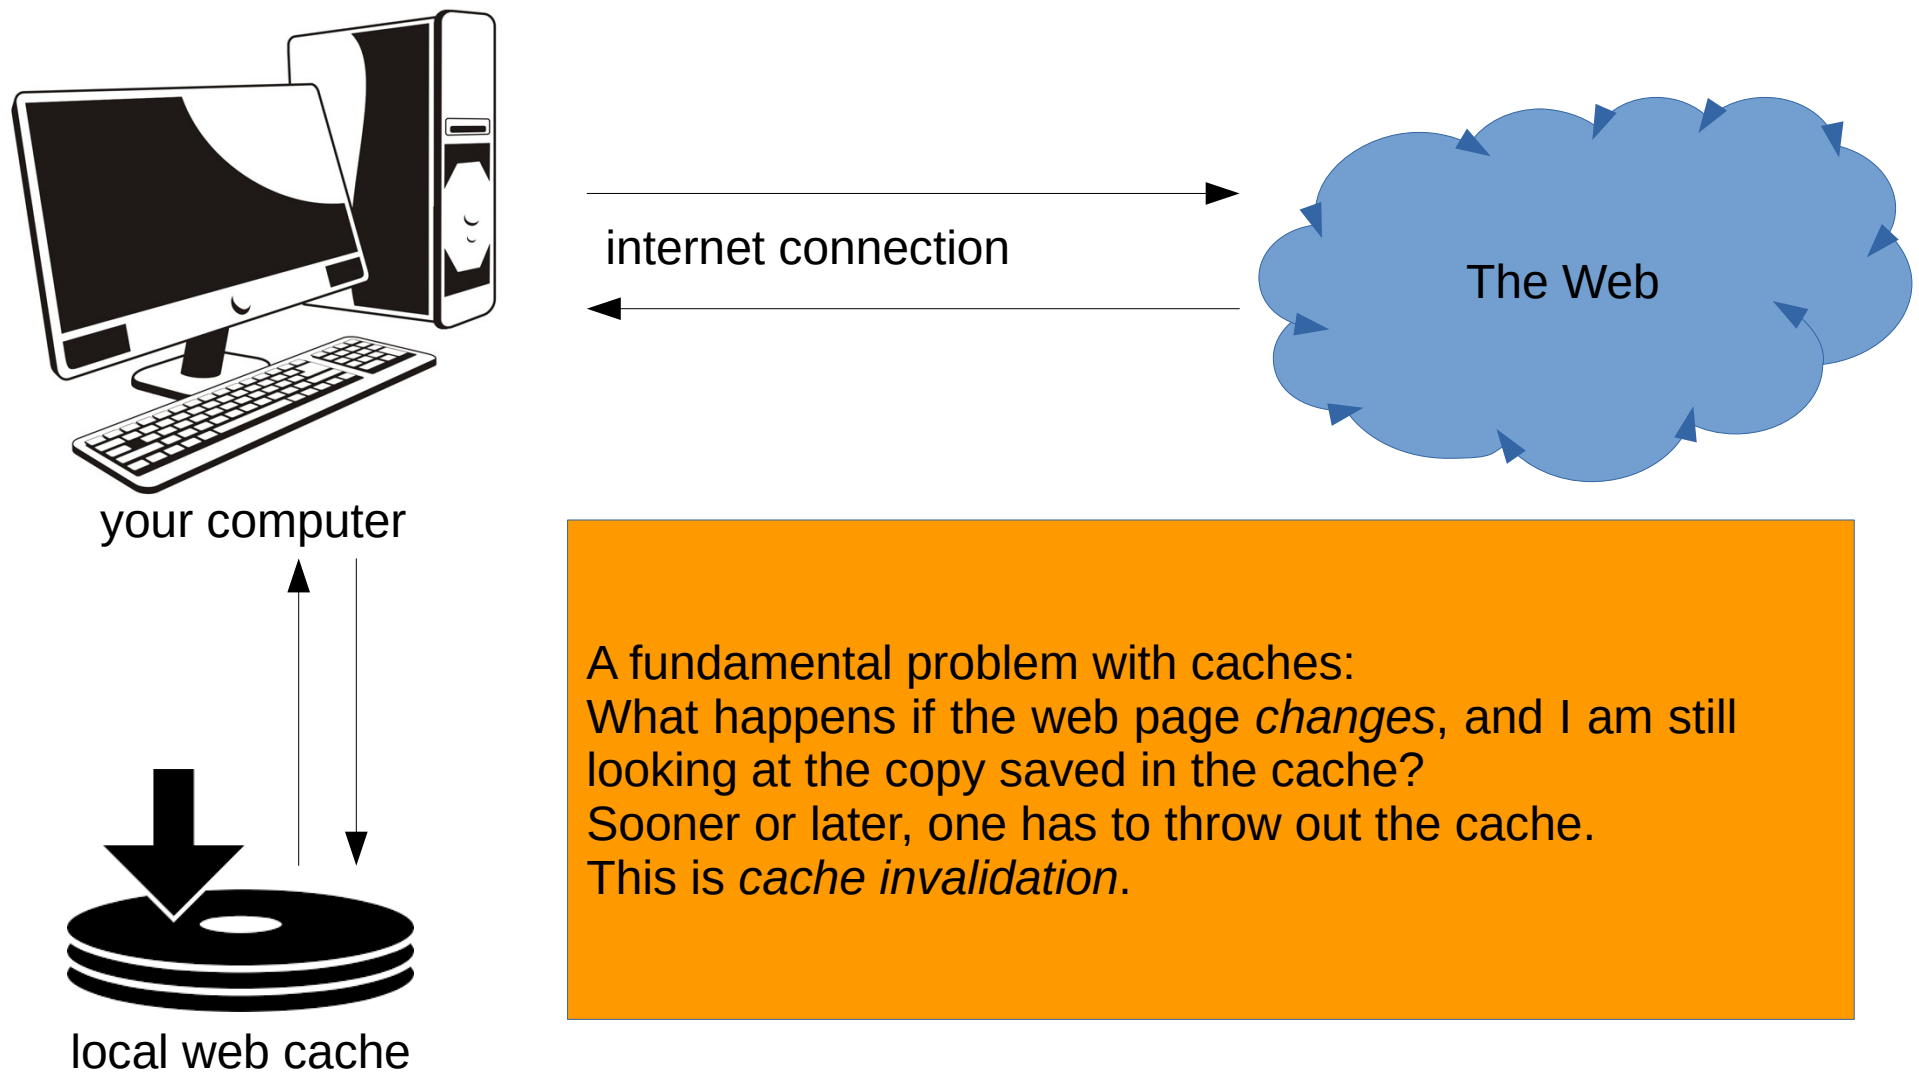 internet connection
The Web
your computer
A fundamental problem with caches:
What happens if the web page changes, and I am still
looking at the copy saved in the cache?
Sooner or later, one has to throw out the cache.
This is cache invalidation.
local web cache